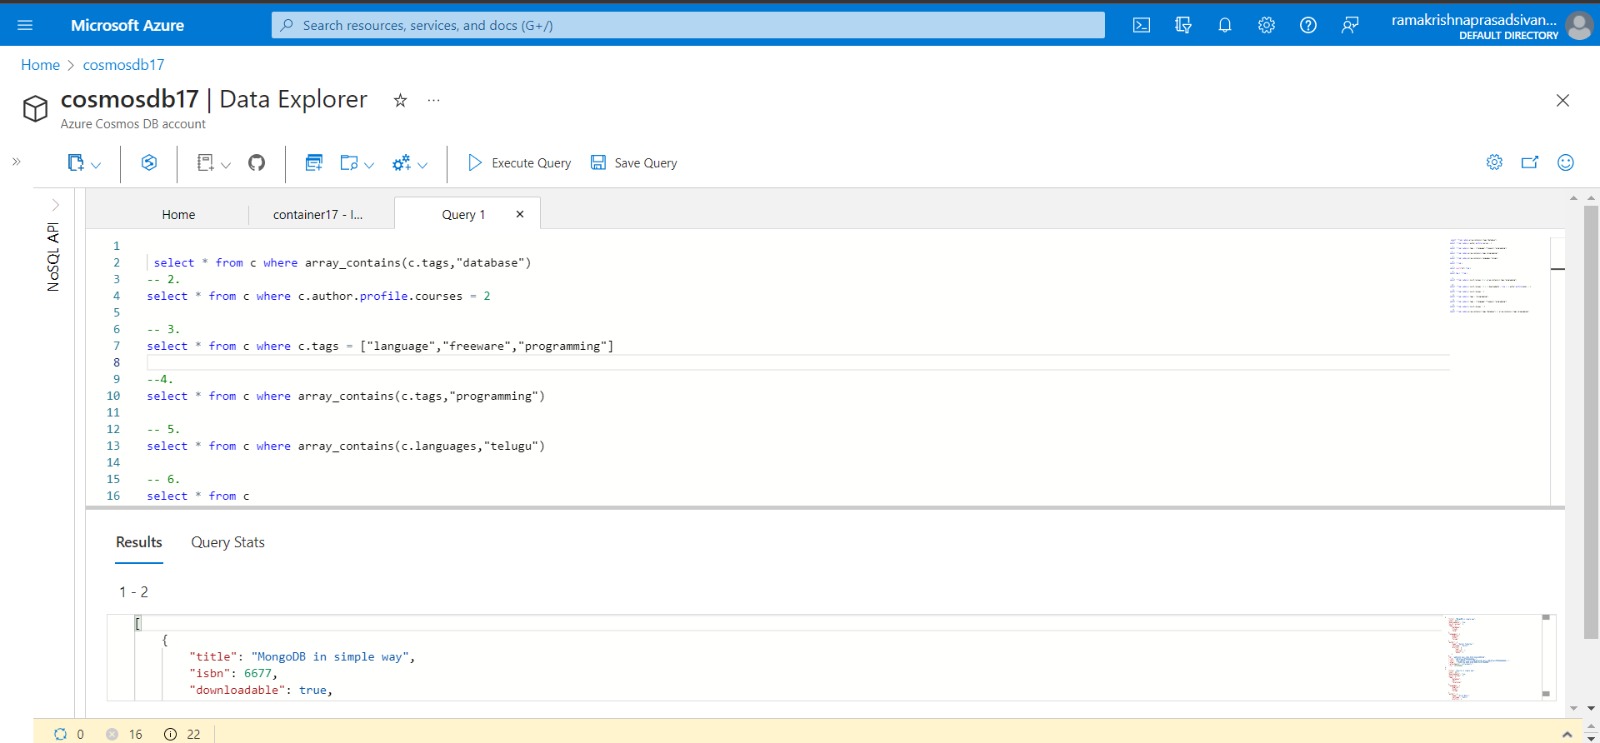 Microsoft Azure
Search resources, services, and docs (G+/)
ramakrishnaprasadsivan...
DEFAULT DIRECTORY
Home > cosmosdb17
cosmosdb17 | Data Explorer
Azure Cosmos DB account
Execute Query
Save Query
NoSQL API
Home
container17 - I...
Query 1
1
2 select * from c where array_contains(c.tags,"database")
3 -- 2.
4 select * from c where c.author.profile.courses = 2
5
6 -- 3.
7 select * from c where c.tags = ["language","freeware","programming"]
8
9 --4.
10 select * from c where array_contains(c.tags,"programming")
11
12 -- 5.
13 select * from c where array_contains(c.languages,"telugu")
14
15 -- 6.
16 select * from c
Results
Query Stats
1 - 2
[
{
"title": "MongoDB in simple way",
"isbn": 6677,
"downloadable": true,
0
16
22